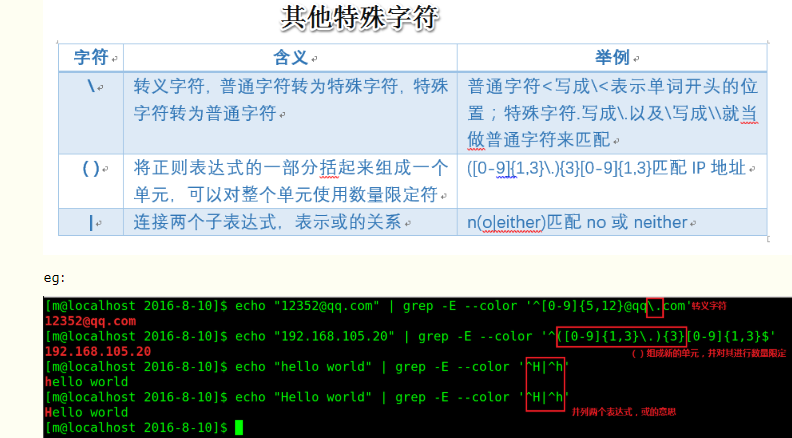 其他特殊字符
字符 含义 举例
\ 转义字符, 普通字符转为特殊字符, 特殊 普通字符<写成\<表示单词开头的位
字符转为普通字符 置；特殊字符.写成\.以及\写成\\就当
做普通字符来匹配
( ) 将正则表达式的一部分括起来组成一个 ([0-9]{1,3}\.){3}[0-9]{1,3}匹配 IP 地址
单元, 可以对整个单元使用数量限定符
| 连接两个子表达式, 表示或的关系 n(o|either)匹配 no 或 neither
eg:
[m@localhost 2016-8-10]$ echo "12352@qq.com" | grep -E --color '^[0-9]{5,12}@qq\.com' 转义字符
12352@qq.com
[m@localhost 2016-8-10]$ echo "192.168.105.20" | grep -E --color '^([0-9]{1,3}\.){3}[0-9]{1,3}$'
192.168.105.20 ( ) 组成新的单元，并对其进行数量限定
[m@localhost 2016-8-10]$ echo "hello world" | grep -E --color '^H|^h'
hello world
[m@localhost 2016-8-10]$ echo "Hello world" | grep -E --color '^H|^h'
Hello world 并列两个表达式，或的意思
[m@localhost 2016-8-10]$